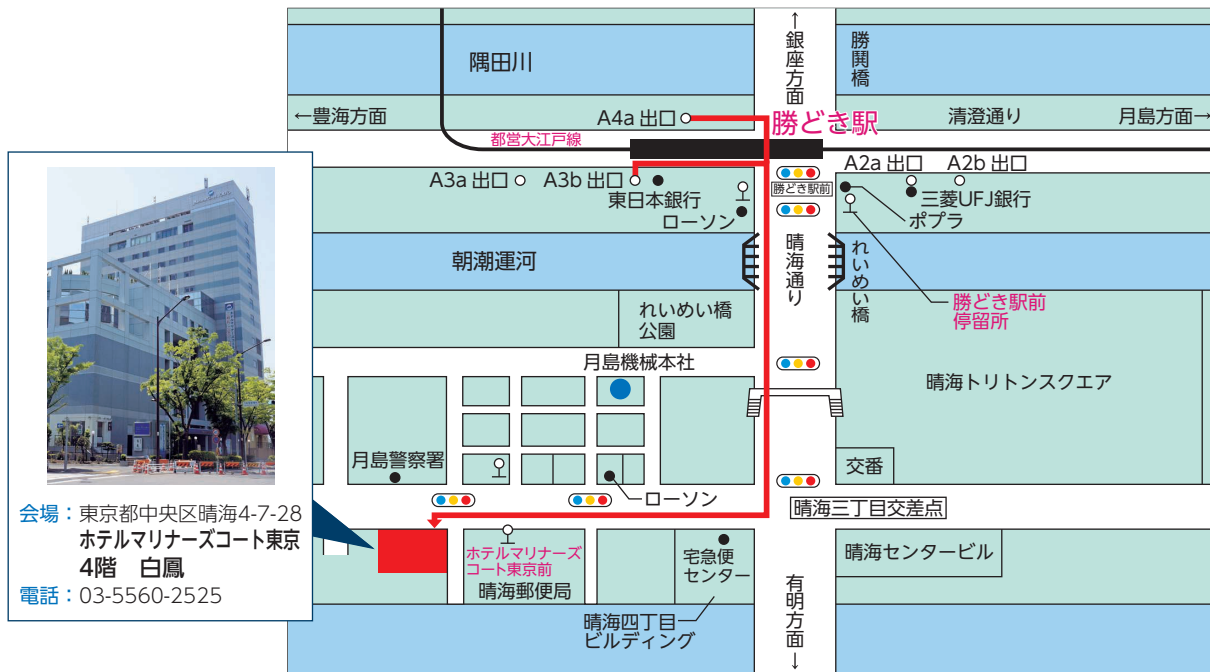 ↑銀座方面
勝鬨橋
隅田川
←豊海方面
A4a 出口
勝どき駅
清澄通り
月島方面→
都営大江戸線
A3a 出口
A3b 出口
東日本銀行
ローソン
勝どき駅前
A2a 出口
A2b 出口
三菱UFJ銀行
ポプラ
朝潮運河
晴海通り
れいめい橋
れいめい橋
公園
勝どき駅前
停留所
月島機械本社
晴海トリトンスクエア
月島警察署
ローソン
交番
晴海三丁目交差点
会場：東京都中央区晴海4-7-28
ホテルマリナーズコート東京
4階　白鳳
電話：03-5560-2525
ホテルマリナーズ
コート東京前
晴海郵便局
宅急便
センター
晴海センタービル
晴海四丁目
ビルディング
有明方面→